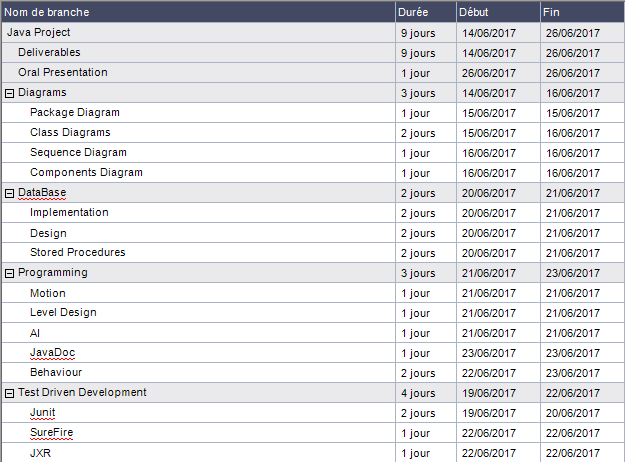 Nom de branche Durée Début Fin
Java Project 9 jours 14/06/2017 26/06/2017
Deliverables 9 jours 14/06/2017 26/06/2017
Oral Presentation 1 jour 26/06/2017 26/06/2017
Diagrams 3 jours 14/06/2017 16/06/2017
Package Diagram 1 jour 15/06/2017 15/06/2017
Class Diagrams 2 jours 15/06/2017 16/06/2017
Sequence Diagram 1 jour 16/06/2017 16/06/2017
Components Diagram 1 jour 16/06/2017 16/06/2017
DataBase 2 jours 20/06/2017 21/06/2017
Implementation 2 jours 20/06/2017 21/06/2017
Design 2 jours 20/06/2017 21/06/2017
Stored Procedures 2 jours 20/06/2017 21/06/2017
Programming 3 jours 21/06/2017 23/06/2017
Motion 1 jour 21/06/2017 21/06/2017
Level Design 1 jour 21/06/2017 21/06/2017
AI 1 jour 21/06/2017 21/06/2017
JavaDoc 1 jour 23/06/2017 23/06/2017
Behaviour 2 jours 22/06/2017 23/06/2017
Test Driven Development 4 jours 19/06/2017 22/06/2017
Junit 2 jours 19/06/2017 20/06/2017
SureFire 1 jour 22/06/2017 22/06/2017
JXR 1 jour 22/06/2017 22/06/2017